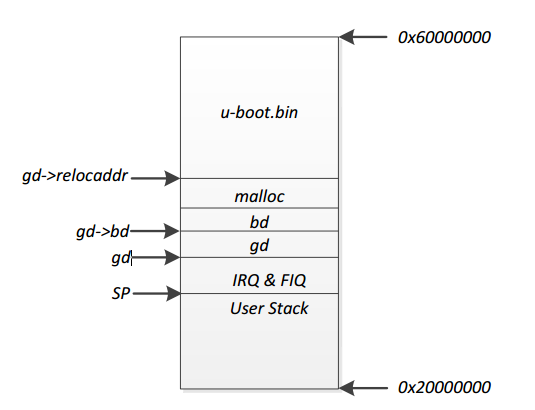 0x60000000
u-boot.bin
gd->relocaddr
malloc
bd
gd->bd
gd
gd
IRQ & FIQ
SP
User Stack
0x20000000